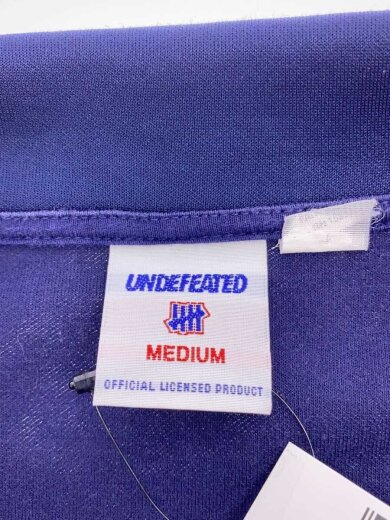 UNDEFEATED
MEDIUM
OFFICIAL LICENSED PRODUCT